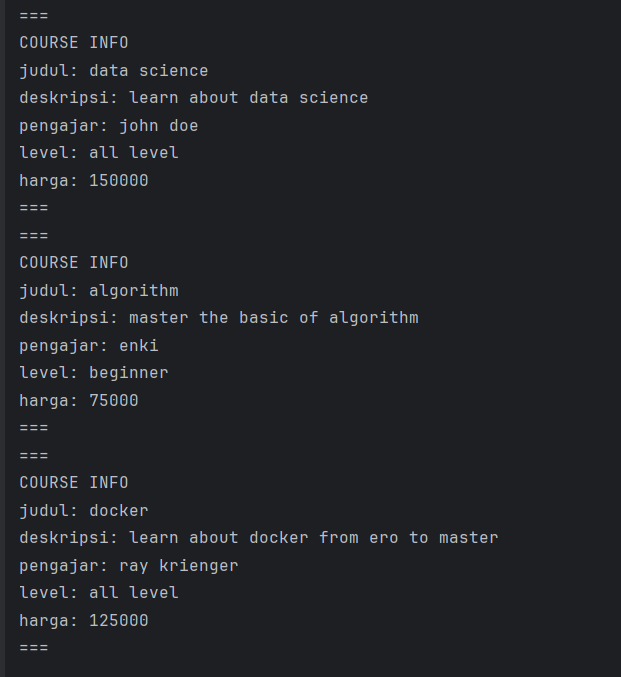 ===
COURSE INFO
judul: data science
deskripsi: learn about data science
pengajar: john doe
level: all level
harga: 150000
===
===
COURSE INFO
judul: algorithm
deskripsi: master the basic of algorithm
pengajar: enki
level: beginner
harga: 75000
===
===
COURSE INFO
judul: docker
deskripsi: learn about docker from ero to master
pengajar: ray krienger
level: all level
harga: 125000
===